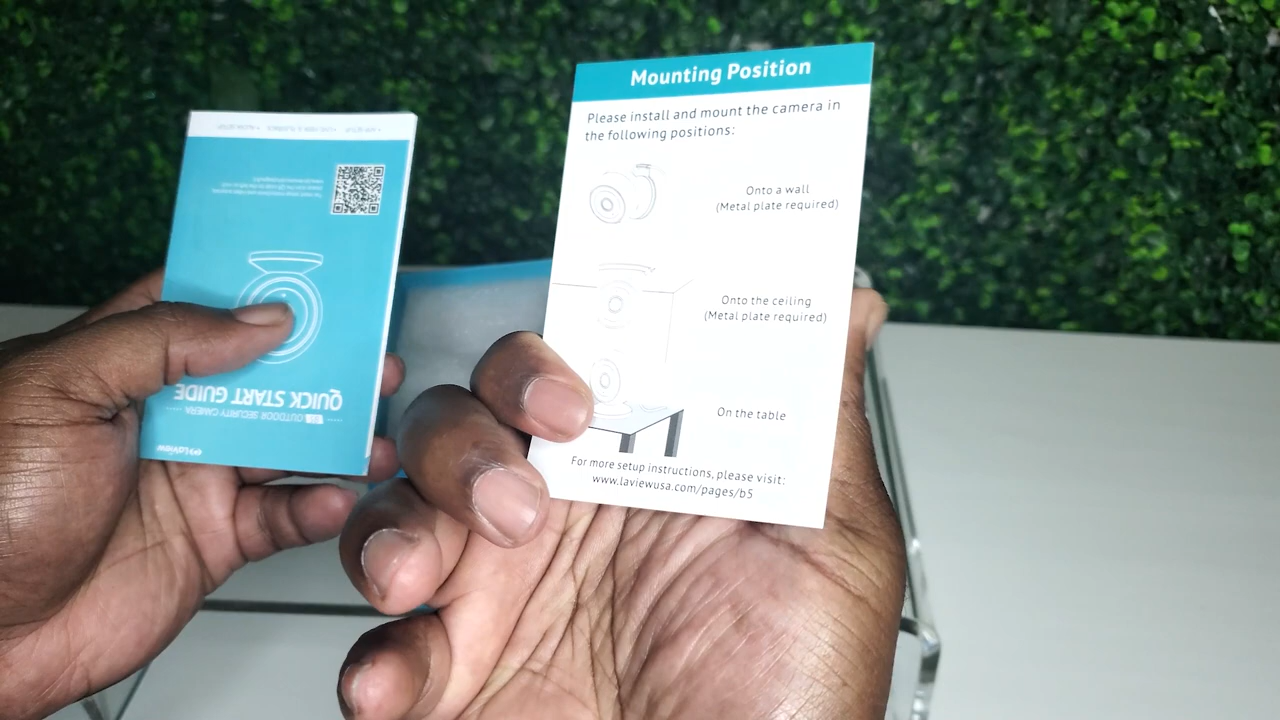 Mounting Position
Please install and mount the camera in
the following positions:
Onto a wall
(Metal plate required)
Onto the ceiling
(Metal plate required)
On the table
For more setup instructions, please visit:
www.laviewusa.com/pages/b5
QUICK START GUIDE
OUTDOOR SECURITY CAMERA
LaView